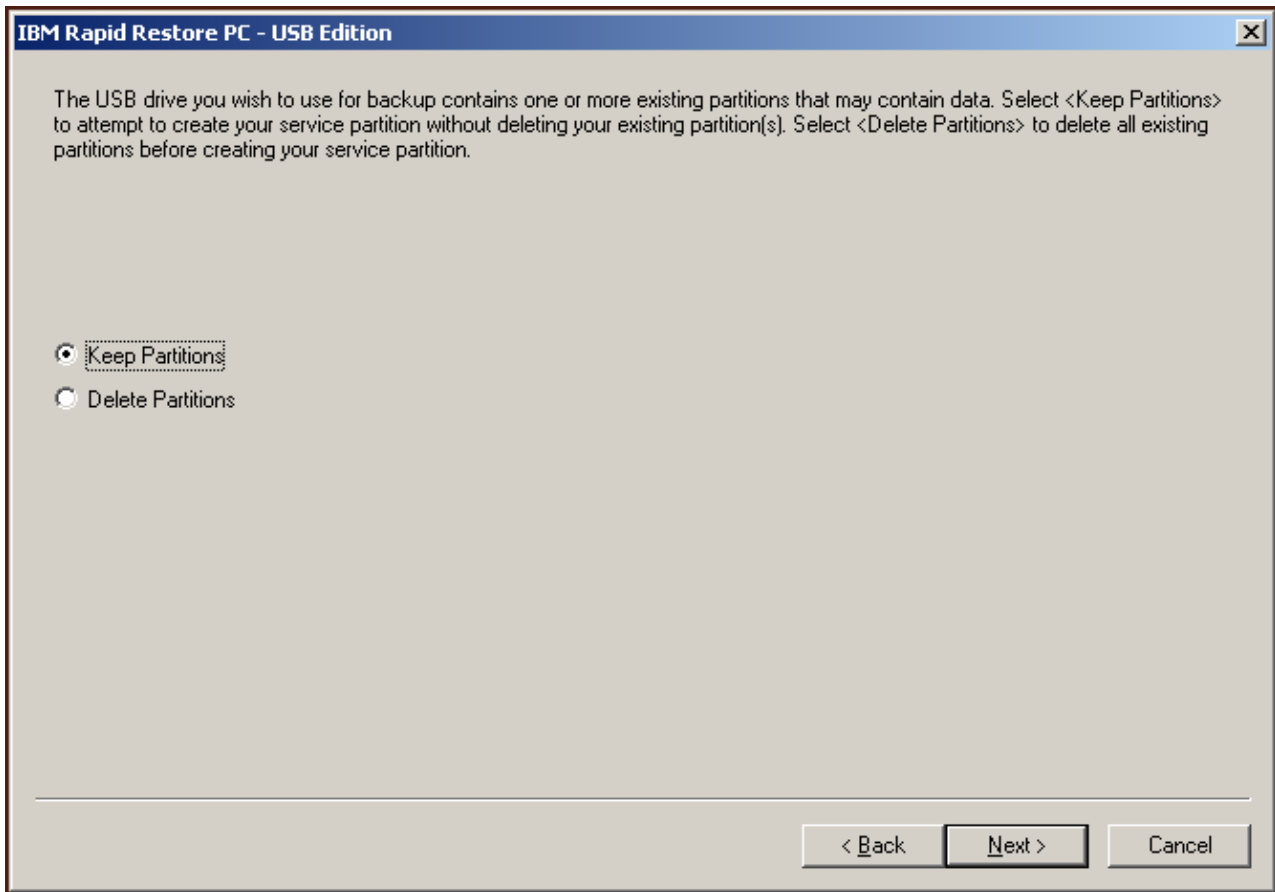 IBM Rapid Restore PC - USB Edition
The USB drive you wish to use for backup contains one or more existing partitions that may contain data. Select <Keep Partitions>
to attempt to create your service partition without deleting your existing partition(s). Select <Delete Partitions> to delete all existing
partitions before creating your service partition.
Keep Partitions
Delete Partitions
< Back Next > Cancel